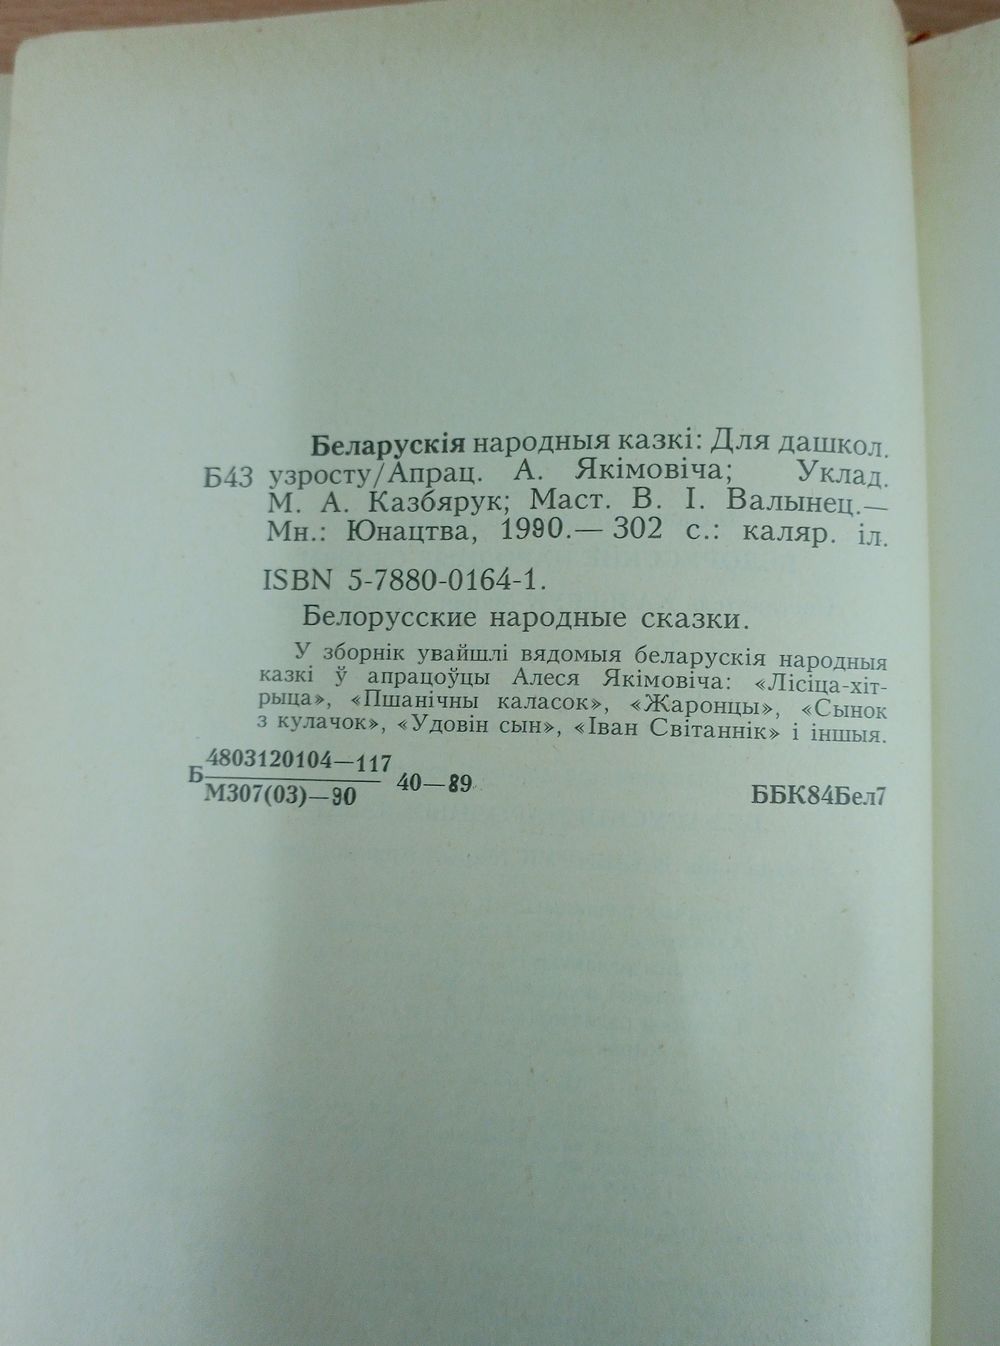 Беларускія народныя казкі: Для дашкол.
Б43 узросту/Апрац. А. Якімовіча; Уклад.
М. А. Казбярук; Маст. В. І. Валынец.—
Мн.: Юнацтва, 1990.— 302 с.: каляр. іл.
ISBN 5-7880-0164-1.
Белорусские народные сказки.
У зборнік увайшлі вядомыя беларускія народныя
казкі ў апрацоўцы Алеся Якімовіча: «Лісіца-хіт-
рыца», «Пшанічны каласок», «Жаронцы», «Сынок
з кулачок», «Удовін сын», «Іван Світаннік» і іншыя.
Б 4803120104—117
М307(03)—90
40—89
ББК84Бел7